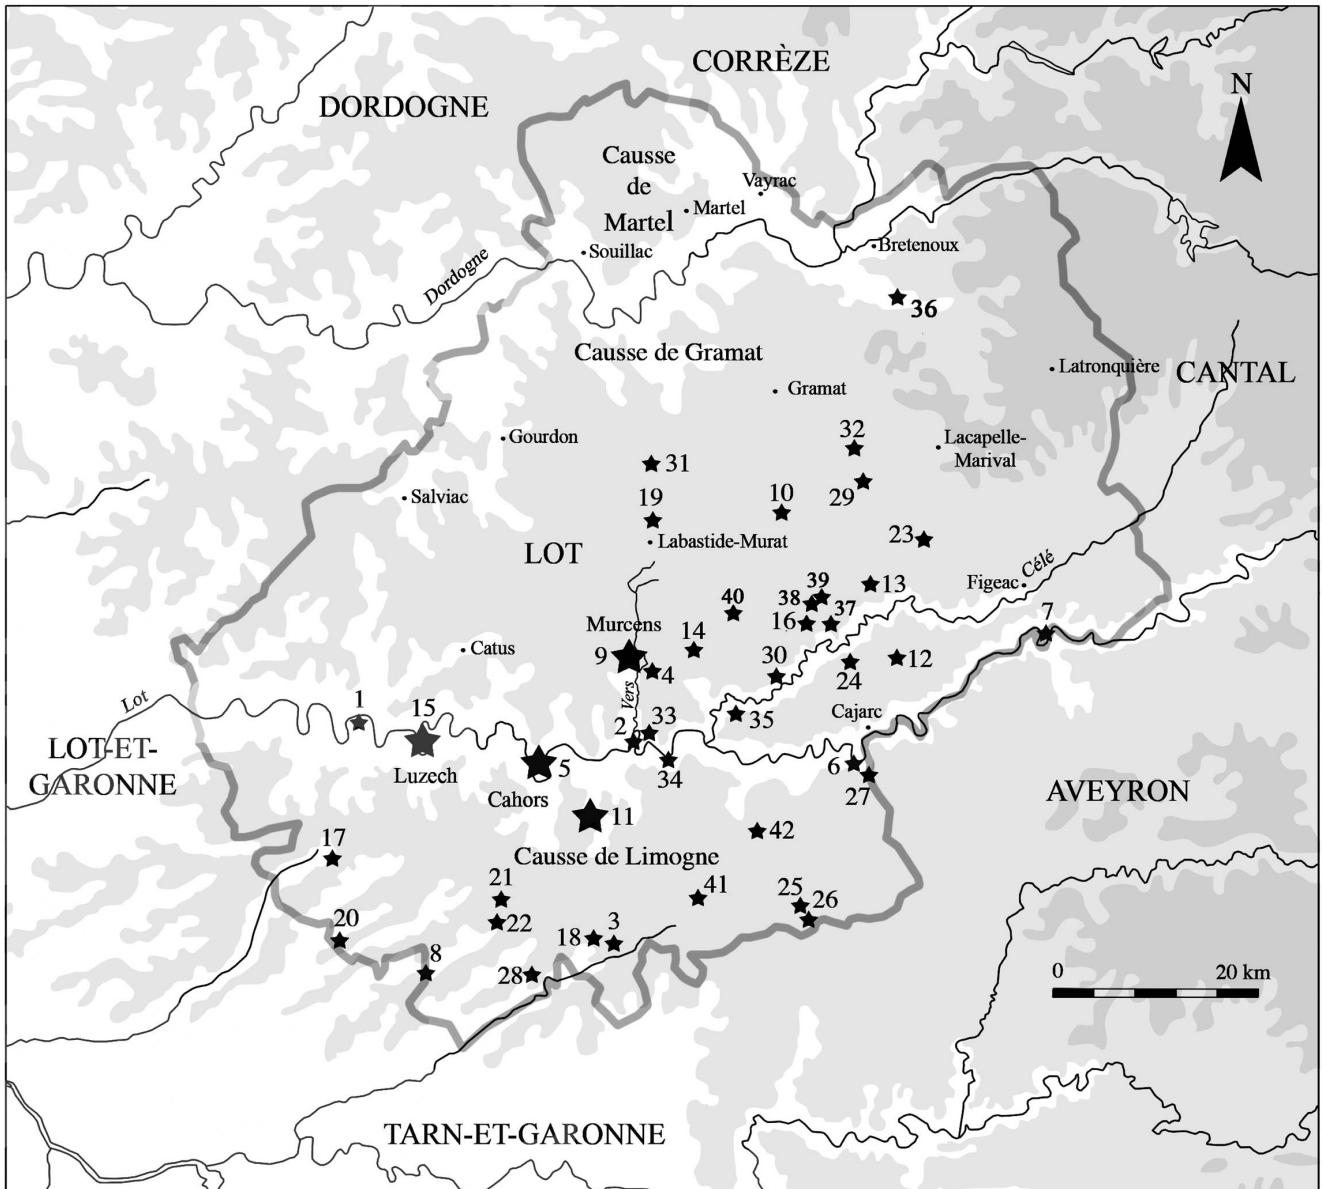 CORRÈZE
N
DORDOGNE
Causse
de
Martel
Vayrac
Martel
Souillac
Bretenoux
Dordogne
36
Causse de Gramat
Latronquière
CANTAL
Gramat
Gourdon
32
Lacapelle-
Marival
31
Salviac
19
10
29
LOT
Labastide-Murat
23
Célé
Figeac
39
13
40
38
37
16
7
Murcens
14
Catus
9
4
30
24
12
Lot
1
15
Vers
35
Cajarc
33
2
LOT-ET-
GARONNE
Luzech
5
34
6
27
Cahors
AVEYRON
11
42
17
Causse de Limogne
21
41
25
26
20
22
18
3
8
28
0
20 km
TARN-ET-GARONNE